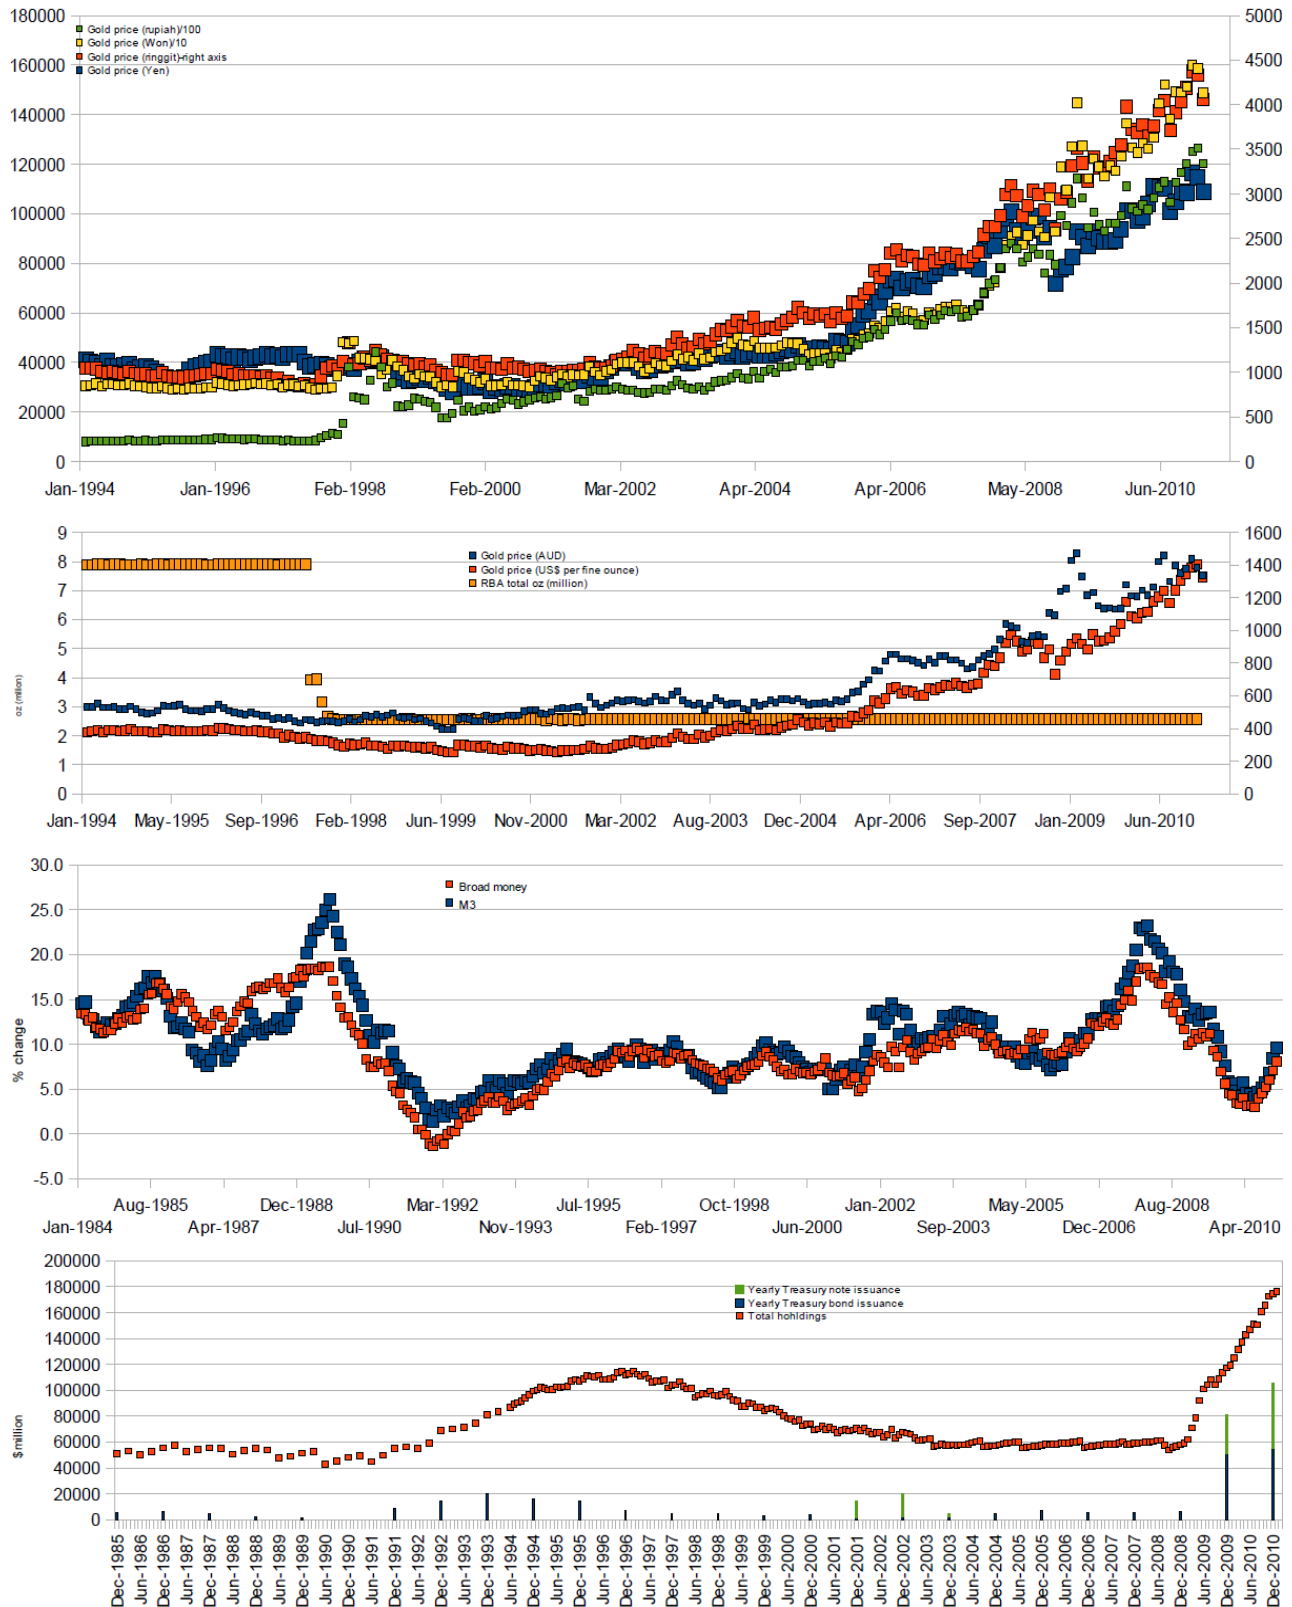 180000 5000
Gold price (rupiah)/100
Gold price (Won)/10
Gold price (ringgit)-right axis
Gold price (Yen)
160000 4500
140000 4000
120000 3500
100000 3000
80000 2500
60000 2000
40000 1500
20000 1000
0 500
0
Jan-1994 Jan-1996 Feb-1998 Feb-2000 Mar-2002 Apr-2004 Apr-2006 May-2008 Jun-2010
9 1600
Gold price (AUD)
Gold price (US$ per fine ounce)
RBA total oz (million)
8 1400
7 1200
6 1000
5 800
4 600
3 400
2 200
1 0
0
oz (million)
Jan-1994 May-1995 Sep-1996 Feb-1998 Jun-1999 Nov-2000 Mar-2002 Aug-2003 Dec-2004 Apr-2006 Sep-2007 Jan-2009 Jun-2010
30.0
Broad money
M3
25.0
20.0
15.0
10.0
5.0
0.0
-5.0
% change
Aug-1985 Dec-1988 Mar-1992 Jul-1995 Oct-1998 Jan-2002 May-2005 Aug-2008
Jan-1984 Apr-1987 Jul-1990 Nov-1993 Feb-1997 Jun-2000 Sep-2003 Dec-2006 Apr-2010
200000
Yearly Treasury note issuance
Yearly Treasury bond issuance
Total hohldings
180000
160000
140000
120000
100000
80000
60000
40000
20000
0
$million
Dec-1985
Jun-1986
Dec-1986
Jun-1987
Dec-1987
Jun-1988
Dec-1988
Jun-1989
Dec-1989
Jun-1990
Dec-1990
Jun-1991
Dec-1991
Jun-1992
Dec-1992
Jun-1993
Dec-1993
Jun-1994
Dec-1994
Jun-1995
Dec-1995
Jun-1996
Dec-1996
Jun-1997
Dec-1997
Jun-1998
Dec-1998
Jun-1999
Dec-1999
Jun-2000
Dec-2000
Jun-2001
Dec-2001
Jun-2002
Dec-2002
Jun-2003
Dec-2003
Jun-2004
Dec-2004
Jun-2005
Dec-2005
Jun-2006
Dec-2006
Jun-2007
Dec-2007
Jun-2008
Dec-2008
Jun-2009
Dec-2009
Jun-2010
Dec-2010